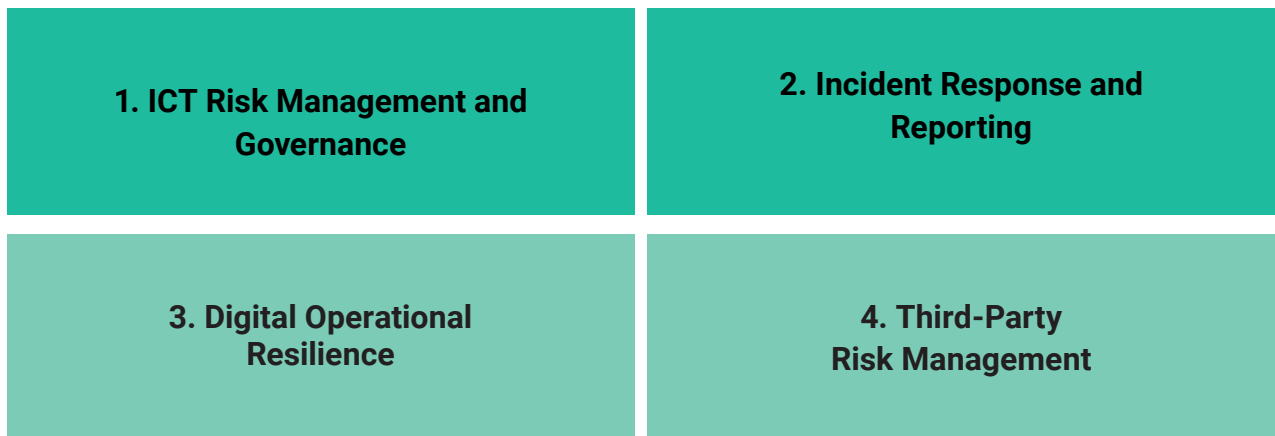 1. ICT Risk Management and
Governance
2. Incident Response and
Reporting
3. Digital Operational
Resilience
4. Third-Party
Risk Management